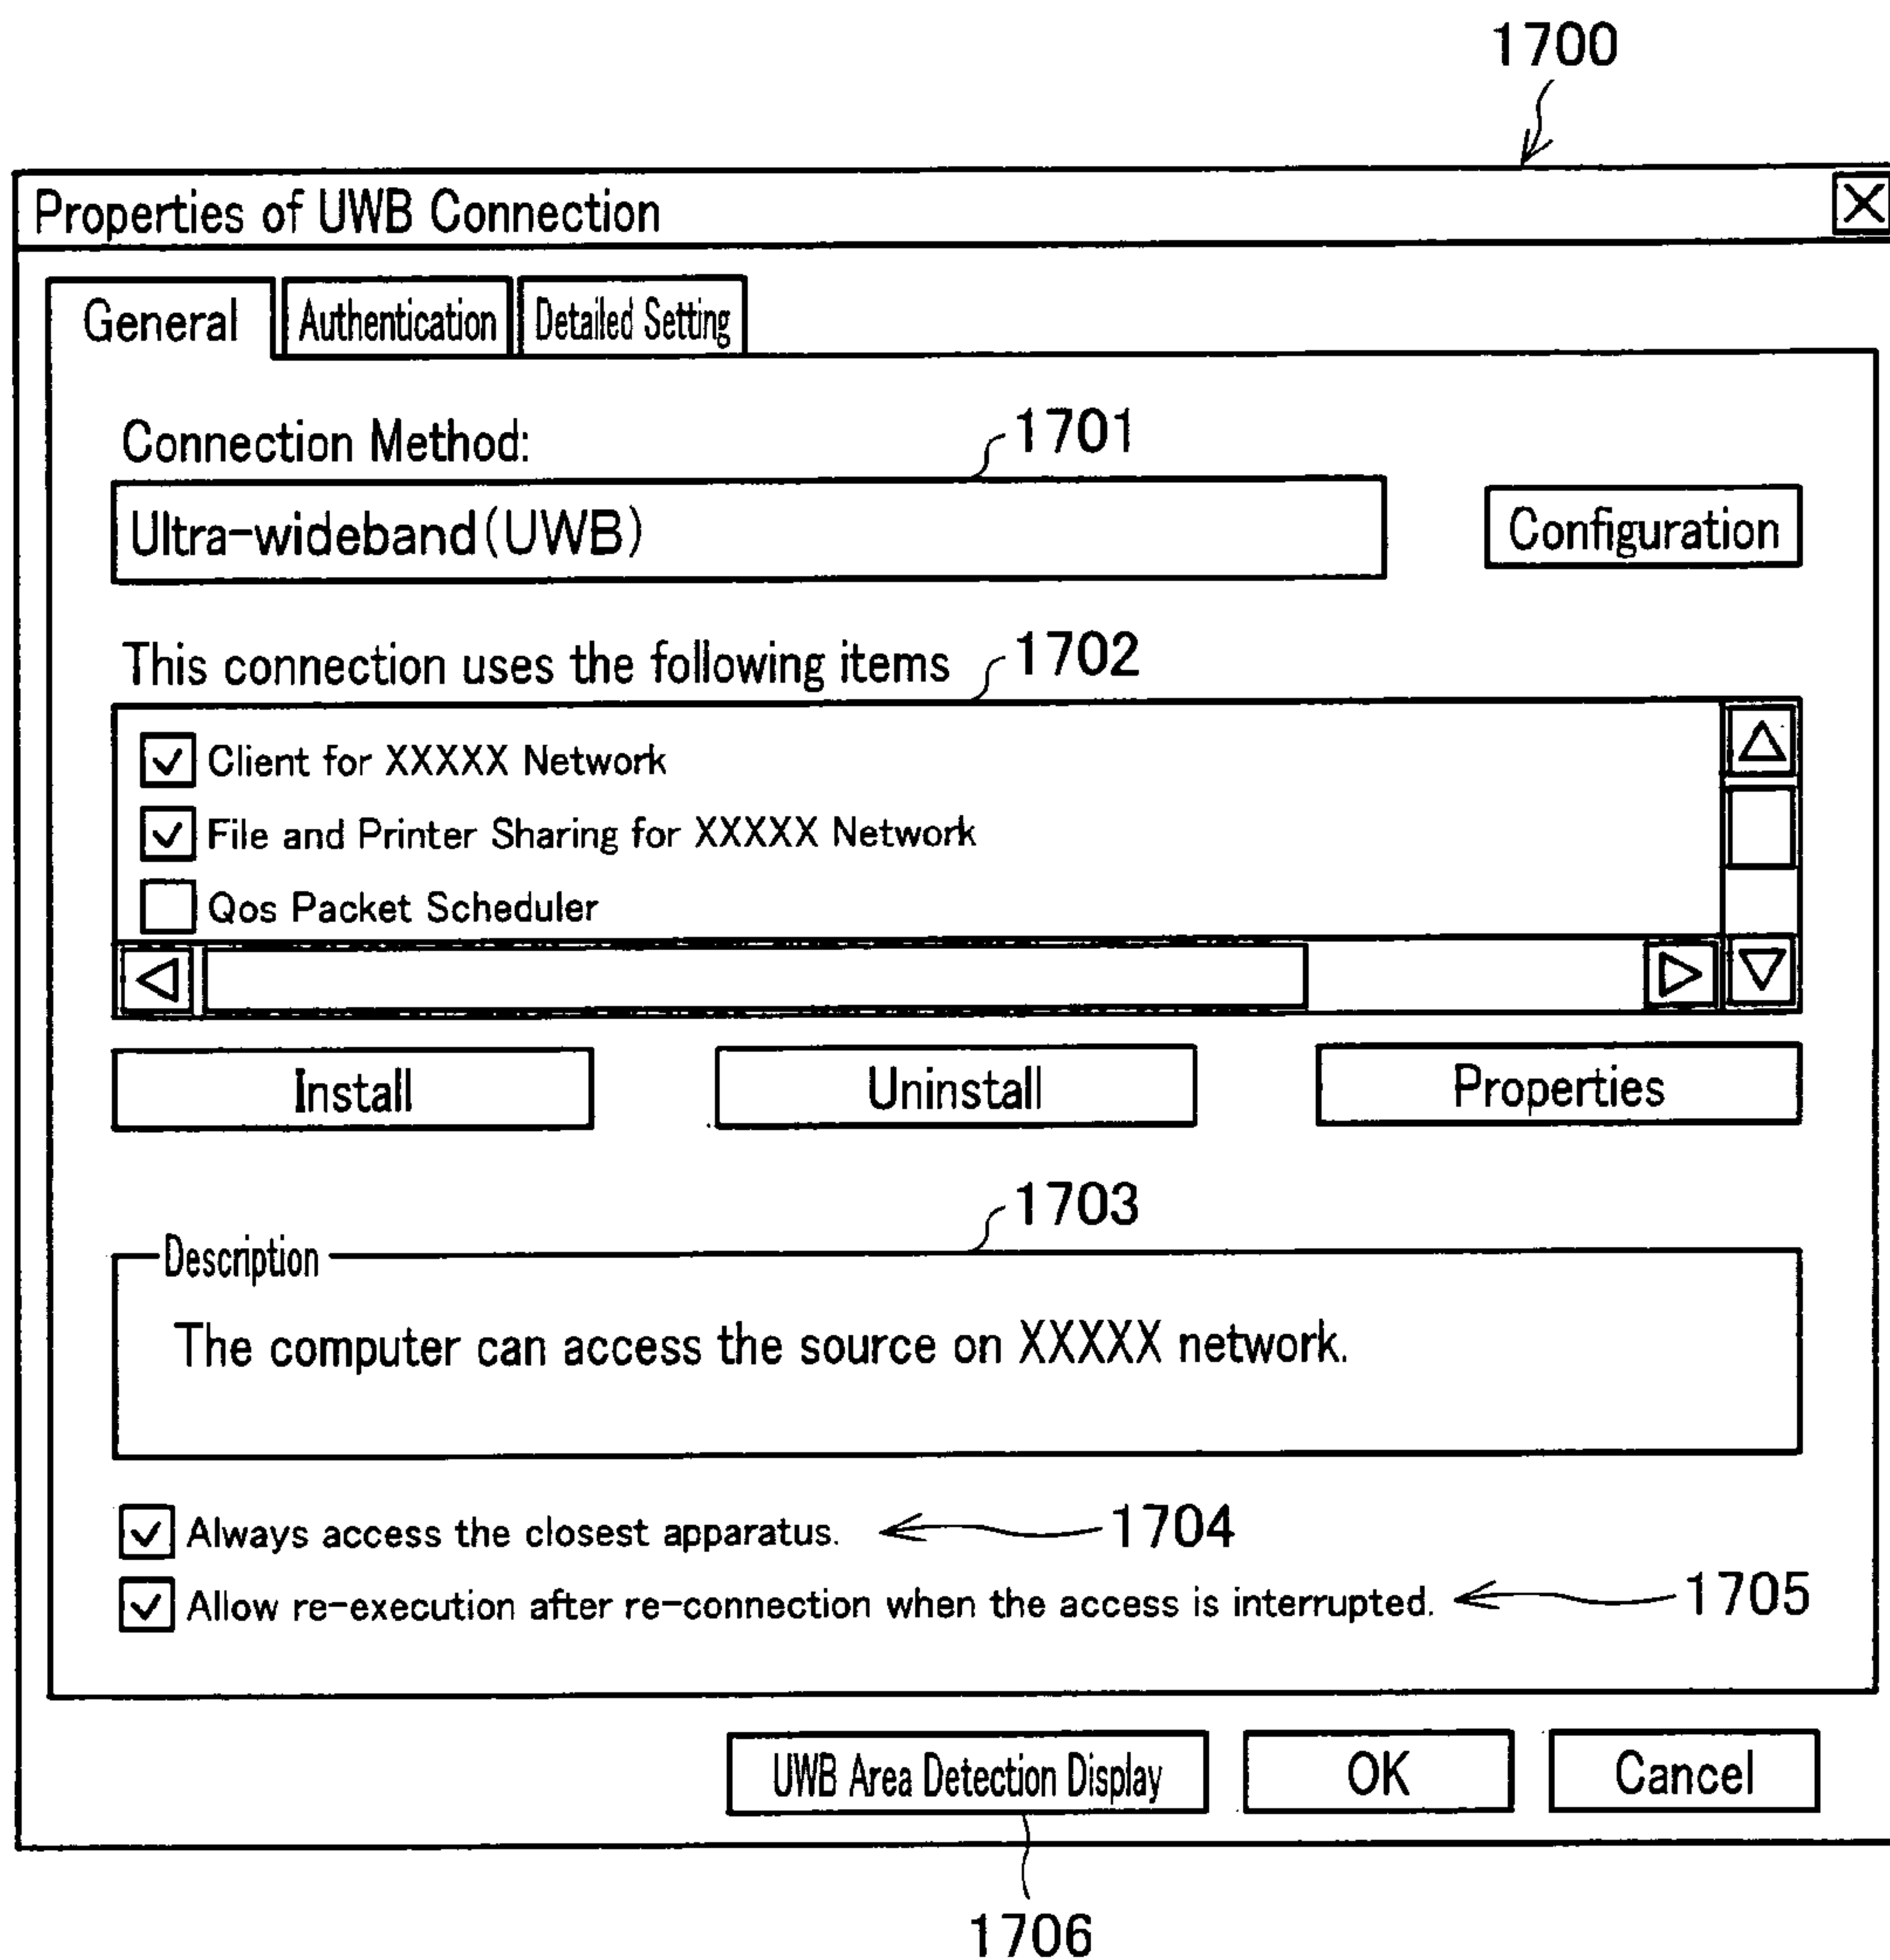 1700
Properties of UWB Connection
General Authentication Detailed Setting
Connection Method: 1701
Ultra-wideband(UWB) Configuration
This connection uses the following items 1702
Client for XXXXX Network
File and Printer Sharing for XXXXX Network
Qos Packet Scheduler
Install Uninstall Properties
1703
Description
The computer can access the source on XXXXX network.
Always access the closest apparatus. 1704
Allow re-execution after re-connection when the access is interrupted. 1705
UWB Area Detection Display OK Cancel
1706